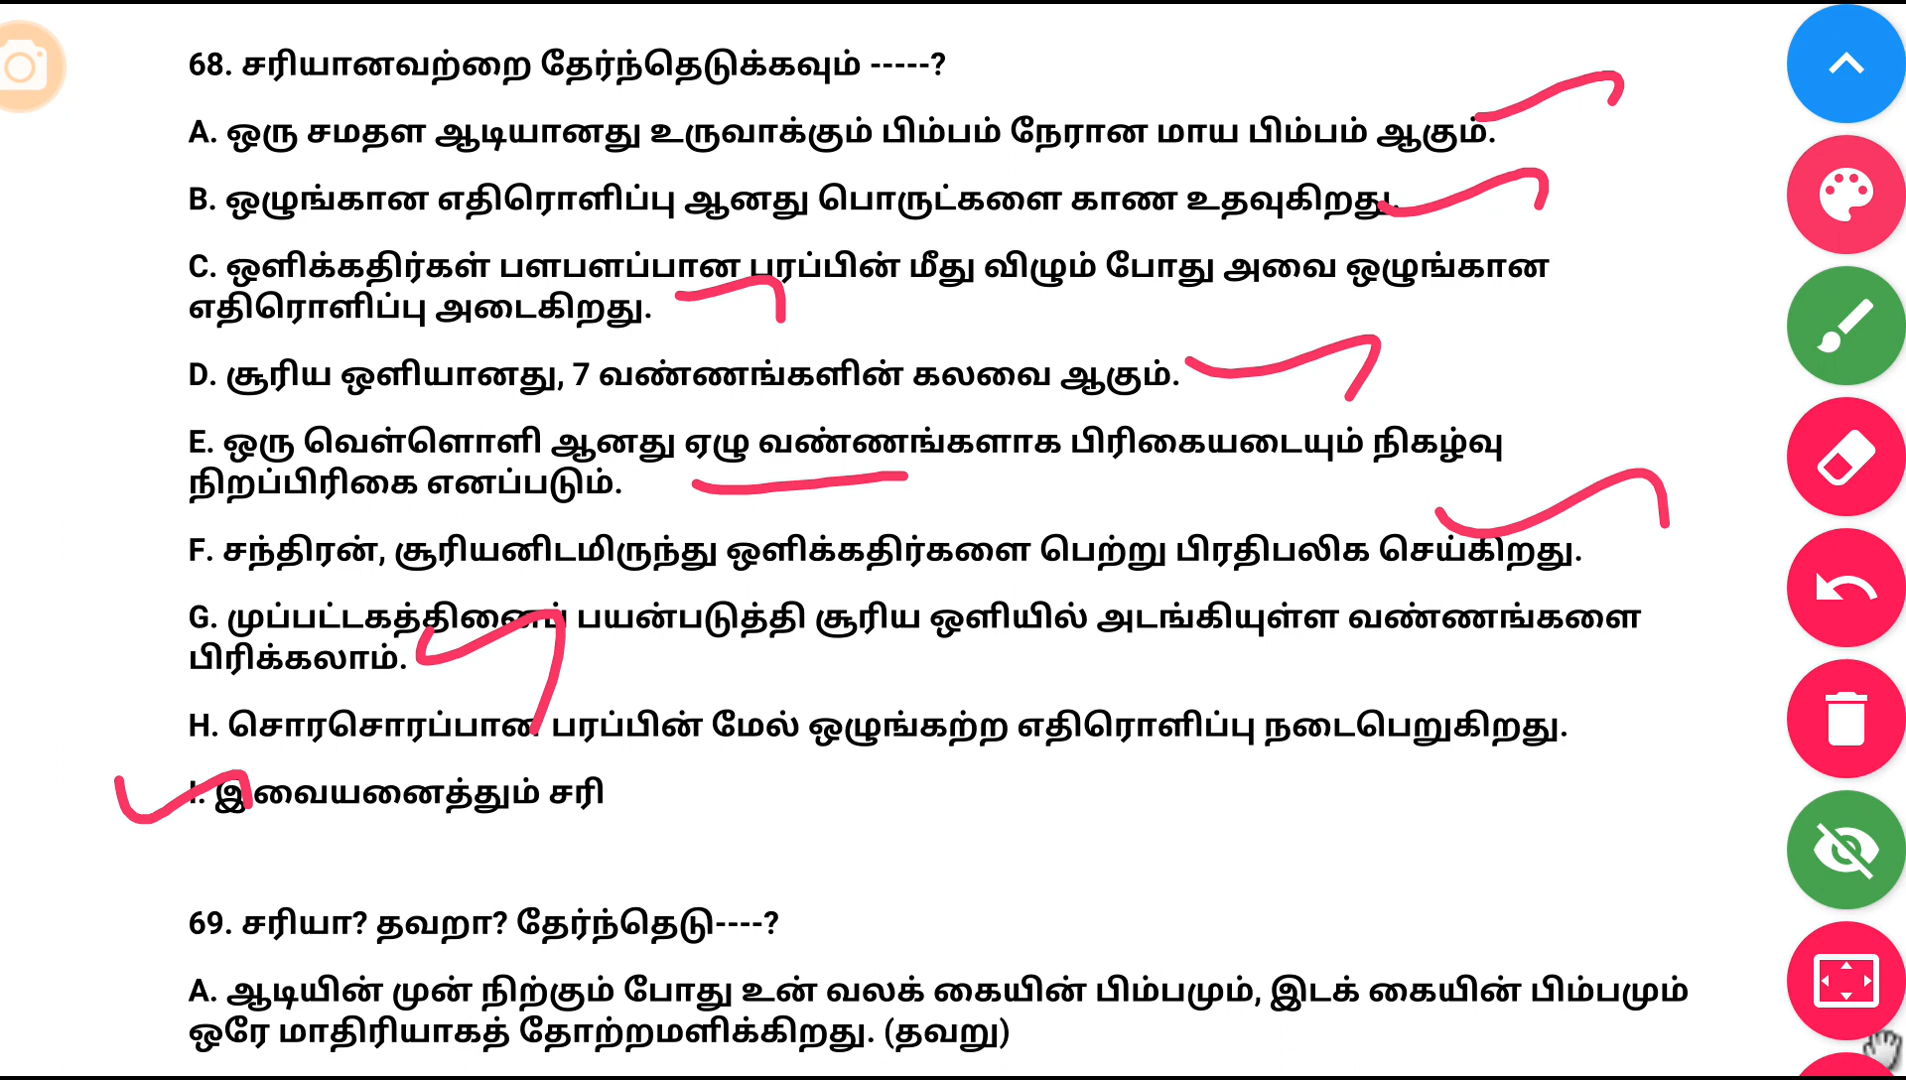 68. சரியானவற்றை தேர்ந்தெடுக்கவும் -----?
A. ஒரு சமதள ஆடியானது உருவாக்கும் பிம்பம் நேரான மாய பிம்பம் ஆகும்.
B. ஒழுங்கான எதிரொளிப்பு ஆனது பொருட்களை காண உதவுகிறது.
C. ஒளிக்கதிர்கள் பளபளப்பான பரப்பின் மீது விழும் போது அவை ஒழுங்கான
எதிரொளிப்பு அடைகிறது.
D. சூரிய ஒளியானது, 7 வண்ணங்களின் கலவை ஆகும்.
E. ஒரு வெள்ளொளி ஆனது ஏழு வண்ணங்களாக பிரிகையடையும் நிகழ்வு
நிறப்பிரிகை எனப்படும்.
F. சந்திரன், சூரியனிடமிருந்து ஒளிக்கதிர்களை பெற்று பிரதிபலிக செய்கிறது.
G. முப்பட்டகத்தினைப் பயன்படுத்தி சூரிய ஒளியில் அடங்கியுள்ள வண்ணங்களை
பிரிக்கலாம்.
H. சொரசொரப்பான பரப்பின் மேல் ஒழுங்கற்ற எதிரொளிப்பு நடைபெறுகிறது.
I. இவையனைத்தும் சரி
69. சரியா? தவறா? தேர்ந்தெடு----?
A. ஆடியின் முன் நிற்கும் போது உன் வலக் கையின் பிம்பமும், இடக் கையின் பிம்பமும்
ஒரே மாதிரியாகத் தோற்றமளிக்கிறது. (தவறு)